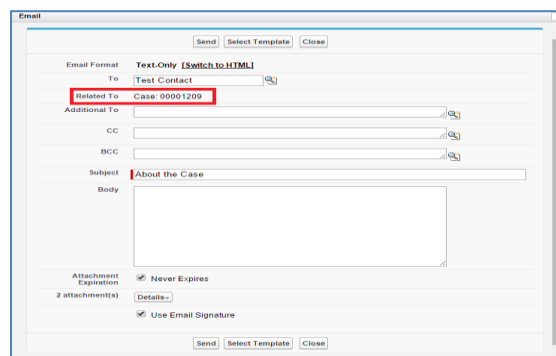 Email
Send Select Template Close
Email Format Text-Only [Switch to HTML]
To Test Contact
Related To Case: 00001209
Additional To
CC
BCC
Subject About the Case
Body
Attachment Expiration Never Expires
2 attachment(s) Details
Use Email Signature
Send Select Template Close